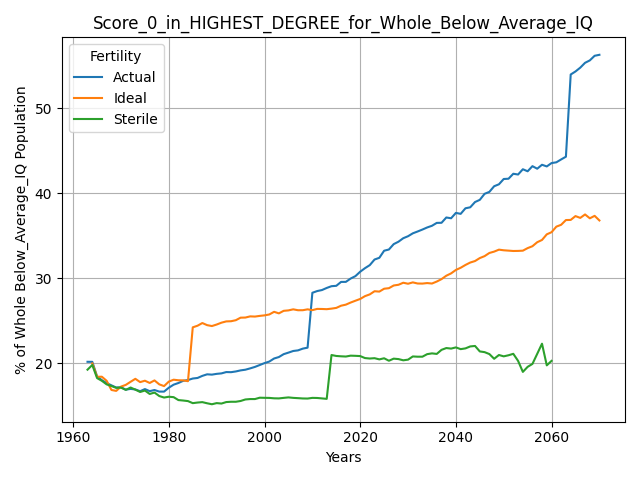 Score_0_in_HIGHEST_DEGREE_for_Whole_Below_Average_IQ
Fertility
Actual
Ideal
Sterile
% of Whole Below_Average_IQ Population
50
40
30
20
1960
1980
2000
2020
2040
2060
Years